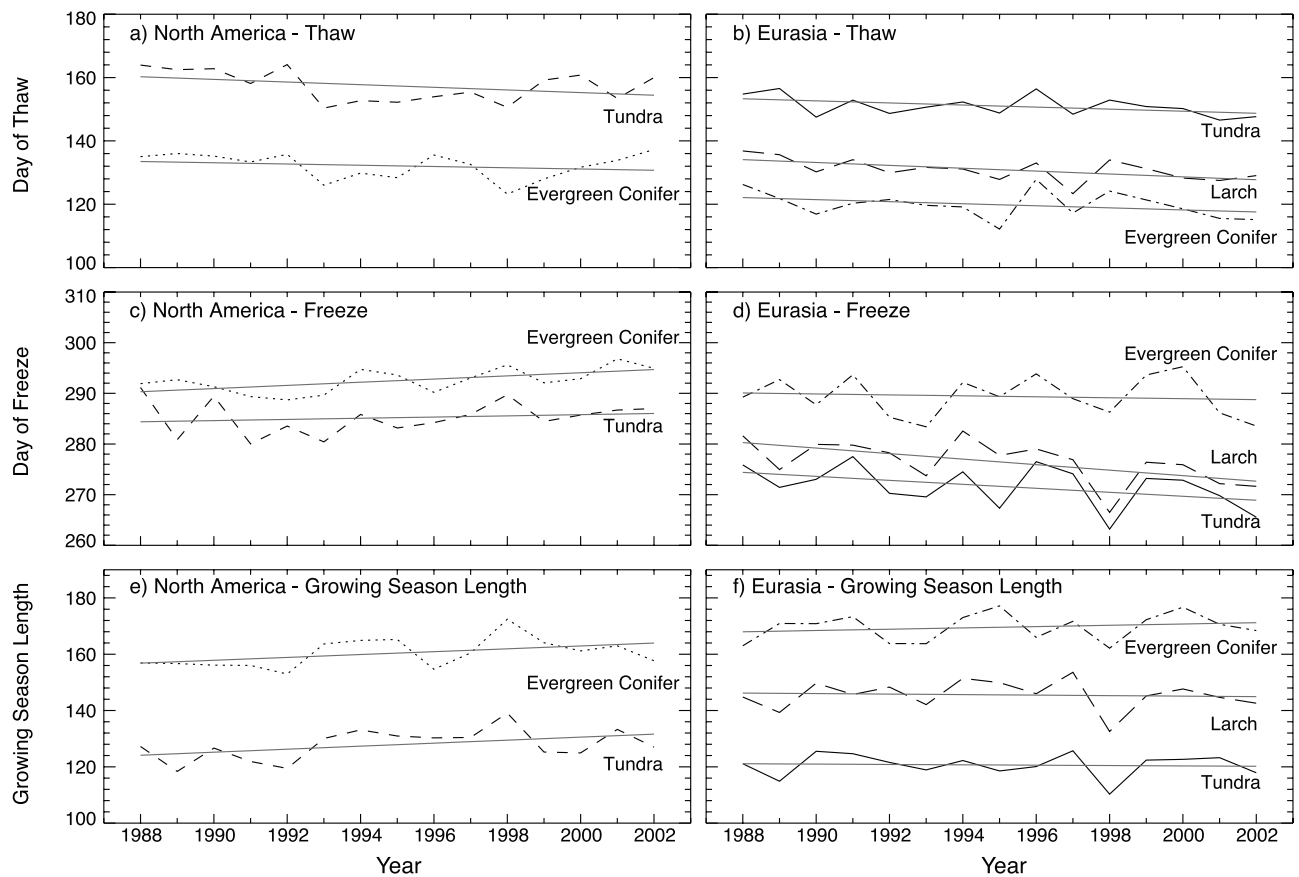 a) North America - Thaw
b) Eurasia - Thaw
180
160
140
120
100
Day of Thaw
Tundra
Evergreen Conifer
Tundra
Larch
Evergreen Conifer
c) North America - Freeze
d) Eurasia - Freeze
310
300
290
280
270
260
Day of Freeze
Evergreen Conifer
Tundra
Evergreen Conifer
Larch
Tundra
e) North America - Growing Season Length
f) Eurasia - Growing Season Length
180
160
140
120
100
Growing Season Length
Evergreen Conifer
Tundra
Evergreen Conifer
Larch
Tundra
1988 1990 1992 1994 1996 1998 2000 2002
1988 1990 1992 1994 1996 1998 2000 2002
Year
Year